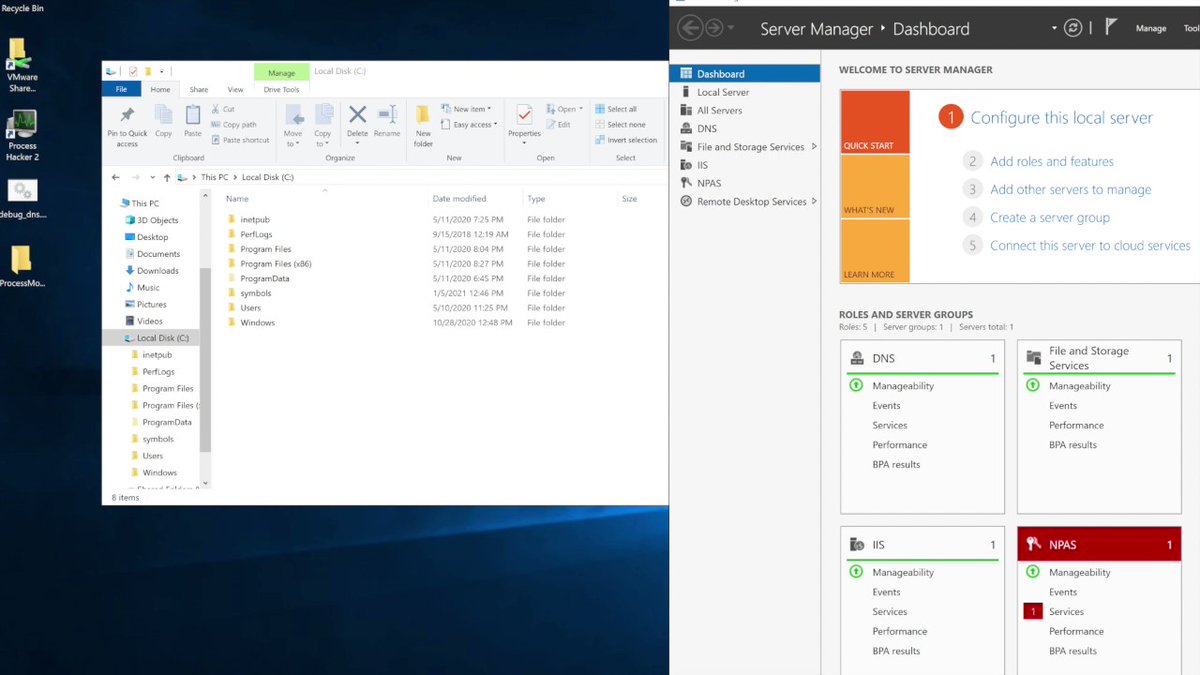 Recycle Bin
VMware
Share...
Process
Hacker 2
debug_dns...
ProcessMo...
Manage
Local Disk (C:)
File
Home
Share
View
Drive Tools
Pin to Quick
access
Copy
Paste
Cut
Copy path
Paste shortcut
Clipboard
Move
to
Copy
to
Delete
Rename
Organize
New
folder
New item
Easy access
New
Properties
Open
Edit
Open
Select all
Select none
Invert selection
Select
This PC > Local Disk (C:)
Name Date modified Type Size
inetpub 5/11/2020 7:25 PM File folder
PerfLogs 9/15/2018 12:19 AM File folder
Program Files 5/11/2020 8:04 PM File folder
Program Files (x86) 5/11/2020 8:27 PM File folder
ProgramData 5/11/2020 6:45 PM File folder
symbols 1/5/2021 12:46 PM File folder
Users 5/10/2020 11:25 PM File folder
Windows 10/28/2020 12:48 PM File folder
This PC
3D Objects
Desktop
Documents
Downloads
Music
Pictures
Videos
Local Disk (C:)
inetpub
PerfLogs
Program Files
Program Files (
ProgramData
symbols
Users
Windows
8 items
Server Manager
Dashboard
Manage
Tool
Dashboard
Local Server
All Servers
DNS
File and Storage Services
IIS
NPAS
Remote Desktop Services
WELCOME TO SERVER MANAGER
QUICK START
WHAT'S NEW
LEARN MORE
1 Configure this local server
2 Add roles and features
3 Add other servers to manage
4 Create a server group
5 Connect this server to cloud services
ROLES AND SERVER GROUPS
Roles: 5 | Server groups: 1 | Servers total: 1
DNS 1
Manageability
Events
Services
Performance
BPA results
File and Storage
Services 1
Manageability
Events
Performance
BPA results
IIS 1
Manageability
Events
Services
Performance
BPA results
NPAS 1
Manageability
Events
1 Services
Performance
BPA results